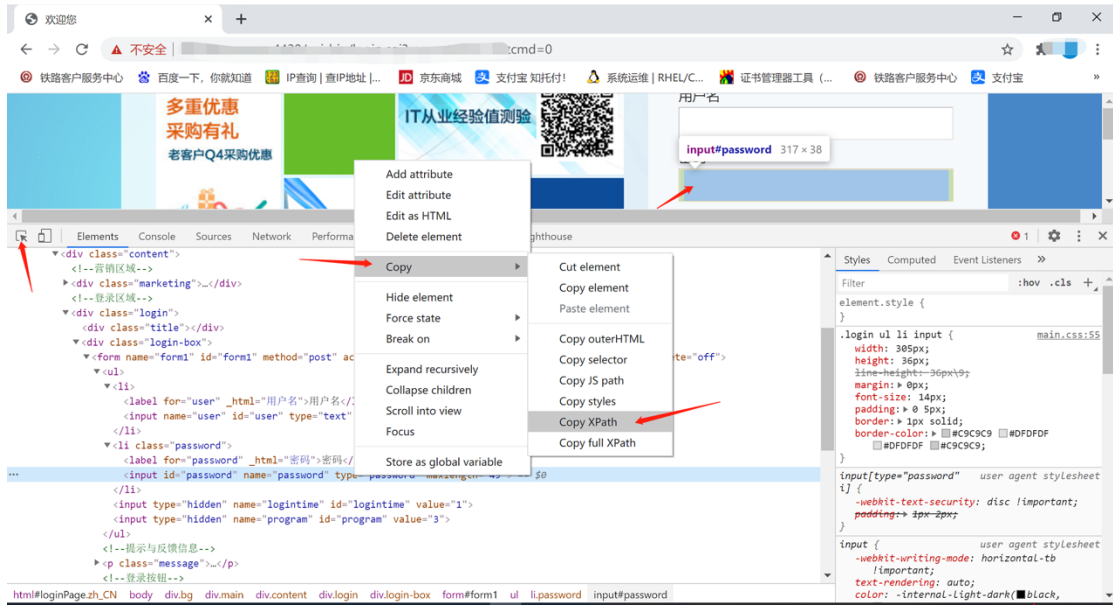 欢迎您
不安全
cmd=0
铁路客户服务中心 百度一下，你就知道 IP查询|查IP地址 |... 京东商城 支付宝 知托付! 系统运维 | RHEL/C... 证书管理器工具 (... 铁路客户服务中心 支付宝 »
多重优惠
采购有礼
老客户Q4采购优惠
IT从业经验值测验
用户名
input#password 317 × 38
Elements Console Sources Network Performa ghthouse 1
<div class="content">
<!--营销区域-->
<div class="marketing">…</div>
<!--登录区域-->
<div class="login">
<div class="title"></div>
<div class="login-box">
<form name="form1" id="form1" method="post" ac ete="off">
<ul>
<li>
<label for="user" _html="用户名">用户名</
<input name="user" id="user" type="text"
</li>
<li class="password">
<label for="password" _html="密码">密码</
<input id="password" name="password" type= == $0
</li>
<input type="hidden" name="logintime" id="logintime" value="1">
<input type="hidden" name="program" id="program" value="3">
</ul>
<!--提示与反馈信息-->
<p class="message">…</p>
<!--登录按钮-->
html#loginPage.zh_CN body div.bg div.main div.content div.login div.login-box form#form1 ul li.password input#password
Add attribute
Edit attribute
Edit as HTML
Delete element
Copy
Hide element
Force state
Break on
Expand recursively
Collapse children
Scroll into view
Focus
Store as global variable
Cut element
Copy element
Paste element
Copy outerHTML
Copy selector
Copy JS path
Copy styles
Copy XPath
Copy full XPath
Styles Computed Event Listeners »
Filter :hov .cls +
element.style {
}
.login ul li input { main.css:55
width: 305px;
height: 36px;
line-height: 36px\9;
margin: 0px;
font-size: 14px;
padding: 0 5px;
border: 1px solid;
border-color: #C9C9C9 #DFDFDF
#DFDFDF #C9C9C9;
}
input[type="password" user agent stylesheet
i] {
-webkit-text-security: disc !important;
padding: 1px 2px;
}
input { user agent stylesheet
-webkit-writing-mode: horizontal-tb
!important;
text-rendering: auto;
color: -internal-light-dark(black,